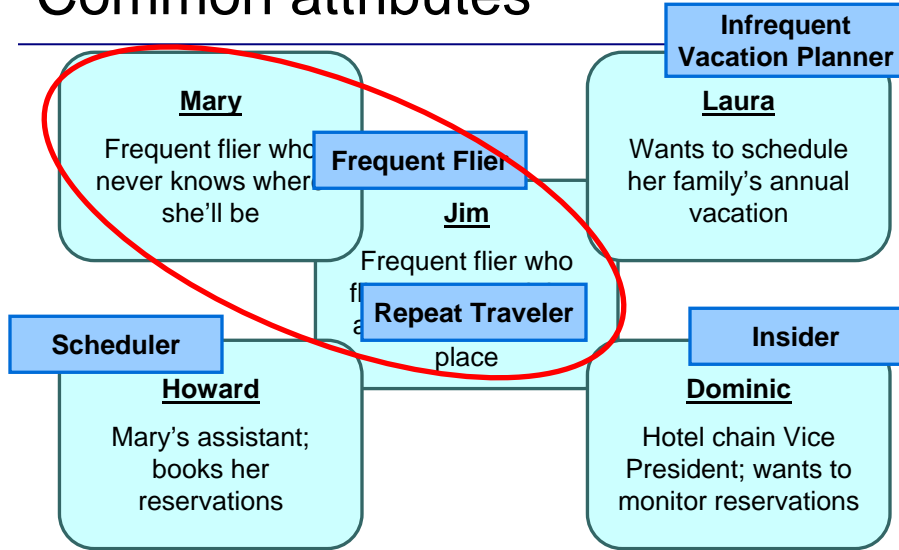 Common attributes
Infrequent
Vacation Planner
Mary
Frequent flier who
never knows where
she'll be
Frequent Flier
Laura
Wants to schedule
her family's annual
vacation
Jim
Frequent flier who
Repeat Traveler
place
Scheduler
Howard
Mary's assistant;
books her
reservations
Insider
Dominic
Hotel chain Vice
President; wants to
monitor reservations